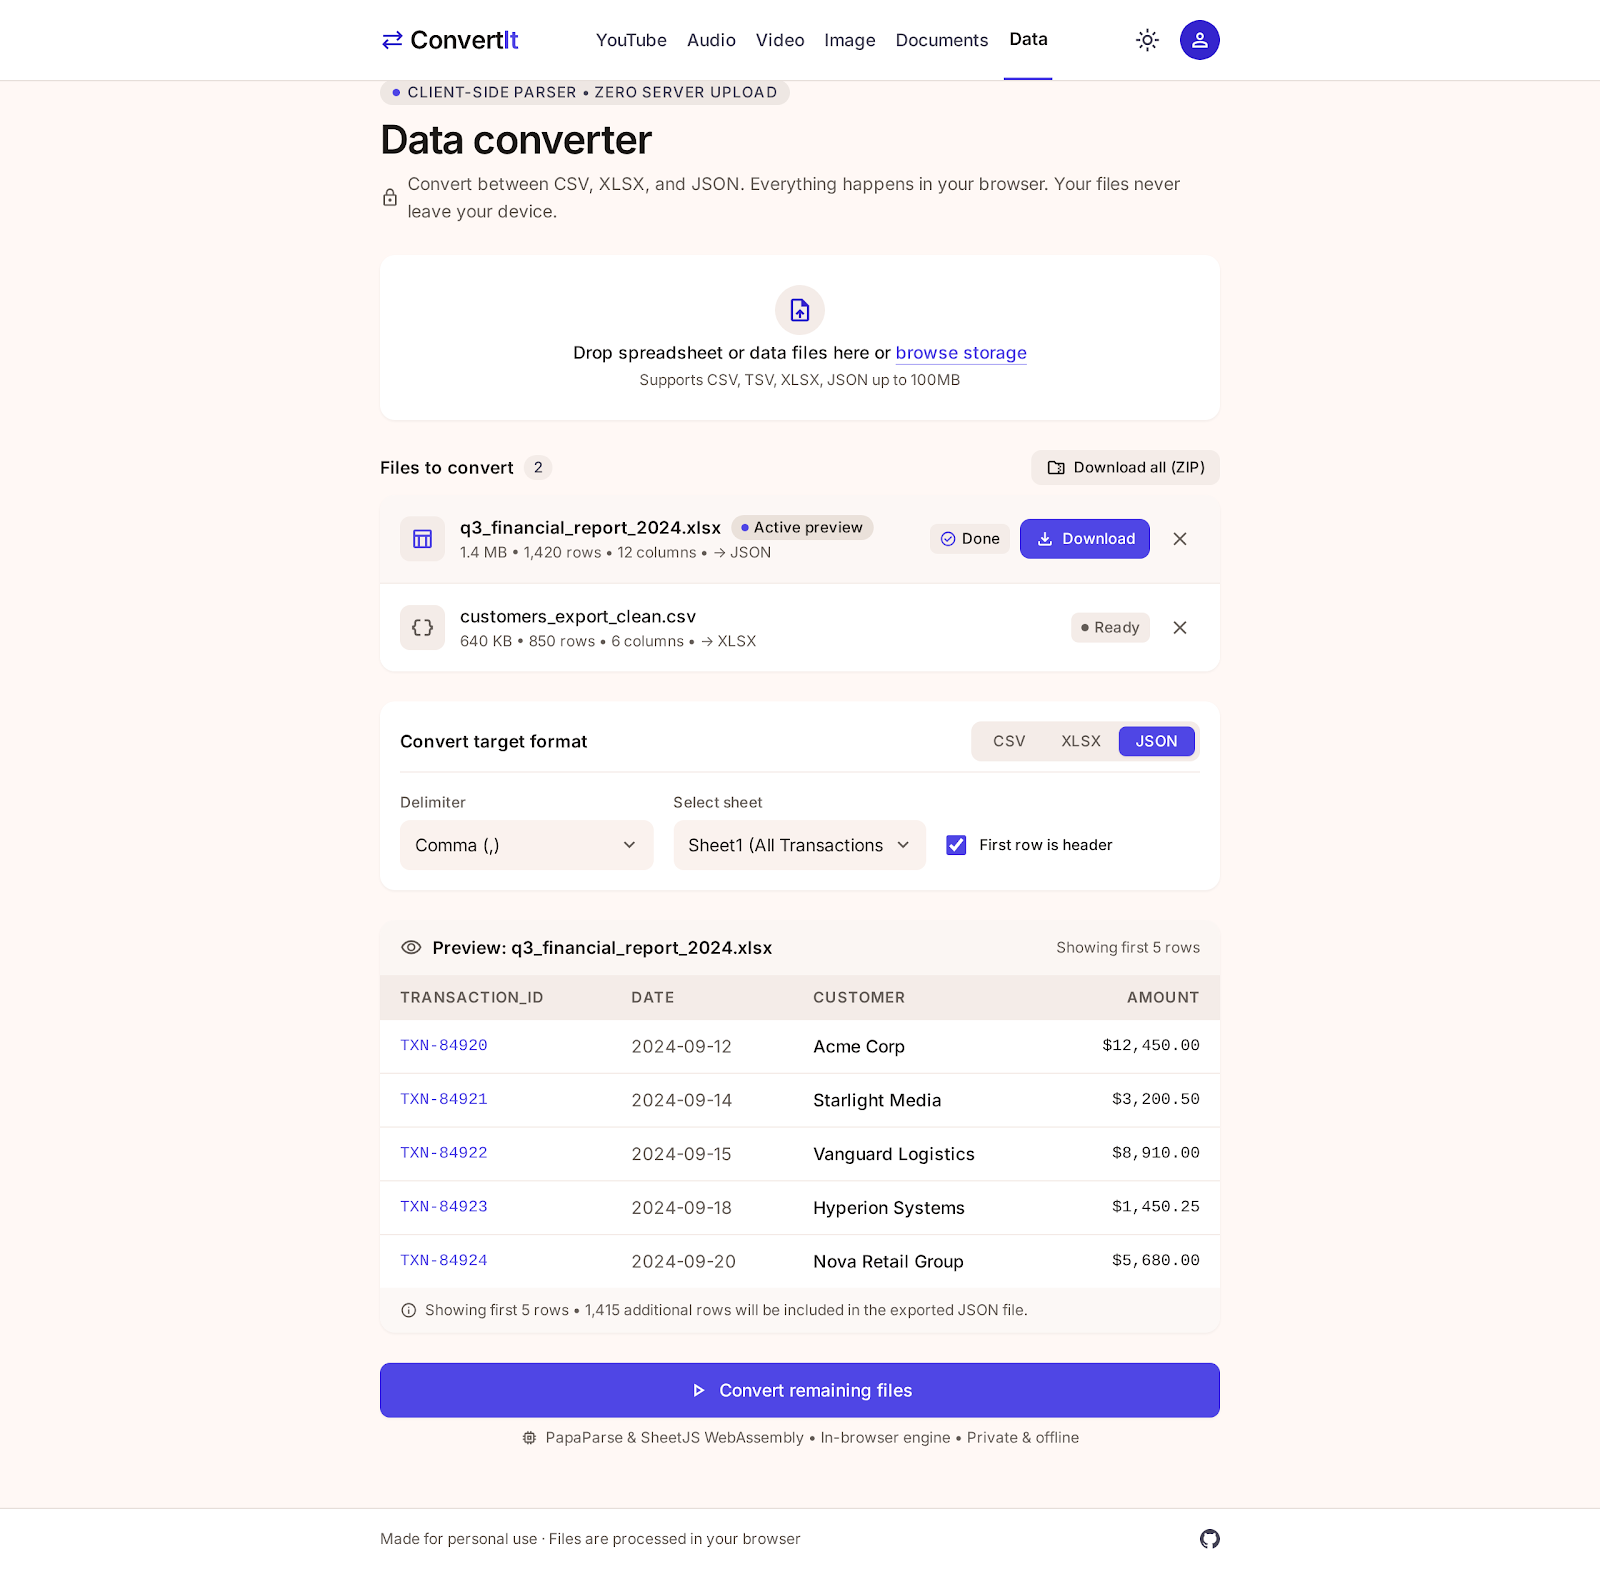 ConvertIt
YouTube Audio Video Image Documents Data
CLIENT-SIDE PARSER • ZERO SERVER UPLOAD
Data converter
Convert between CSV, XLSX, and JSON. Everything happens in your browser. Your files never
leave your device.
Drop spreadsheet or data files here or browse storage
Supports CSV, TSV, XLSX, JSON up to 100MB
Files to convert 2
Download all (ZIP)
q3_financial_report_2024.xlsx Active preview
1.4 MB • 1,420 rows • 12 columns • → JSON
Done Download
customers_export_clean.csv
640 KB • 850 rows • 6 columns • → XLSX
Ready
Convert target format
CSV XLSX JSON
Delimiter Select sheet
Comma (,) Sheet1 (All Transactions First row is header
Preview: q3_financial_report_2024.xlsx Showing first 5 rows
TRANSACTION_ID DATE CUSTOMER AMOUNT
TXN-84920 2024-09-12 Acme Corp $12,450.00
TXN-84921 2024-09-14 Starlight Media $3,200.50
TXN-84922 2024-09-15 Vanguard Logistics $8,910.00
TXN-84923 2024-09-18 Hyperion Systems $1,450.25
TXN-84924 2024-09-20 Nova Retail Group $5,680.00
Showing first 5 rows • 1,415 additional rows will be included in the exported JSON file.
Convert remaining files
PapaParse & SheetJS WebAssembly • In-browser engine • Private & offline
Made for personal use · Files are processed in your browser